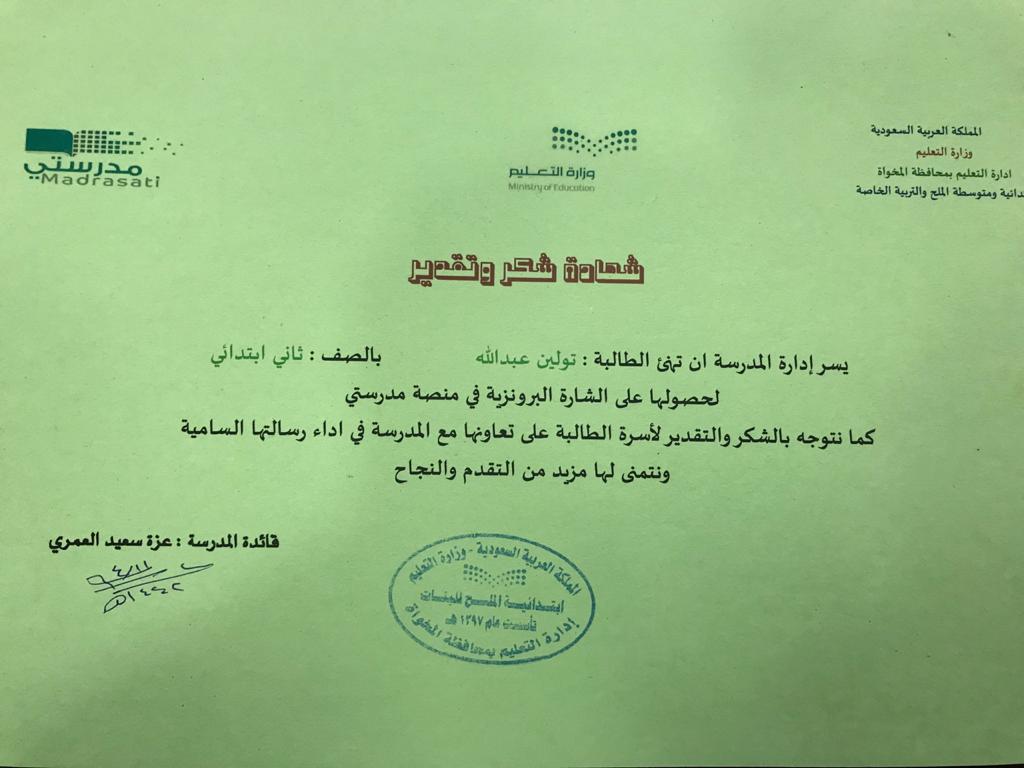 المملكة العربية السعودية
وزارة التعليم
ادارة التعليم بمحافظة المخواة
دائية ومتوسطة الملح والتربية الخاصة
وزارة التعـليم
Ministry of Education
مدرستي
Madrasati
شهادة شكر وتقدير
يسر إدارة المدرسة ان تهنئ الطالبة : تولين عبدالله بالصف : ثاني ابتدائي
لحصولها على الشارة البرونزية في منصة مدرستي
كما نتوجه بالشكر والتقدير لأسرة الطالبة على تعاونها مع المدرسة في اداء رسالتها السامية
ونتمنى لها مزيد من التقدم والنجاح
قائدة المدرسة : عزة سعيد العمري
٤/١١
١٤٤٢هـ
المملكة العربية السعودية - وزارة التعليم
ابتدائية الملح للبنات
تأسست عام ١٣٩٧ هـ
إدارة التعليم بمحافظة المخواة